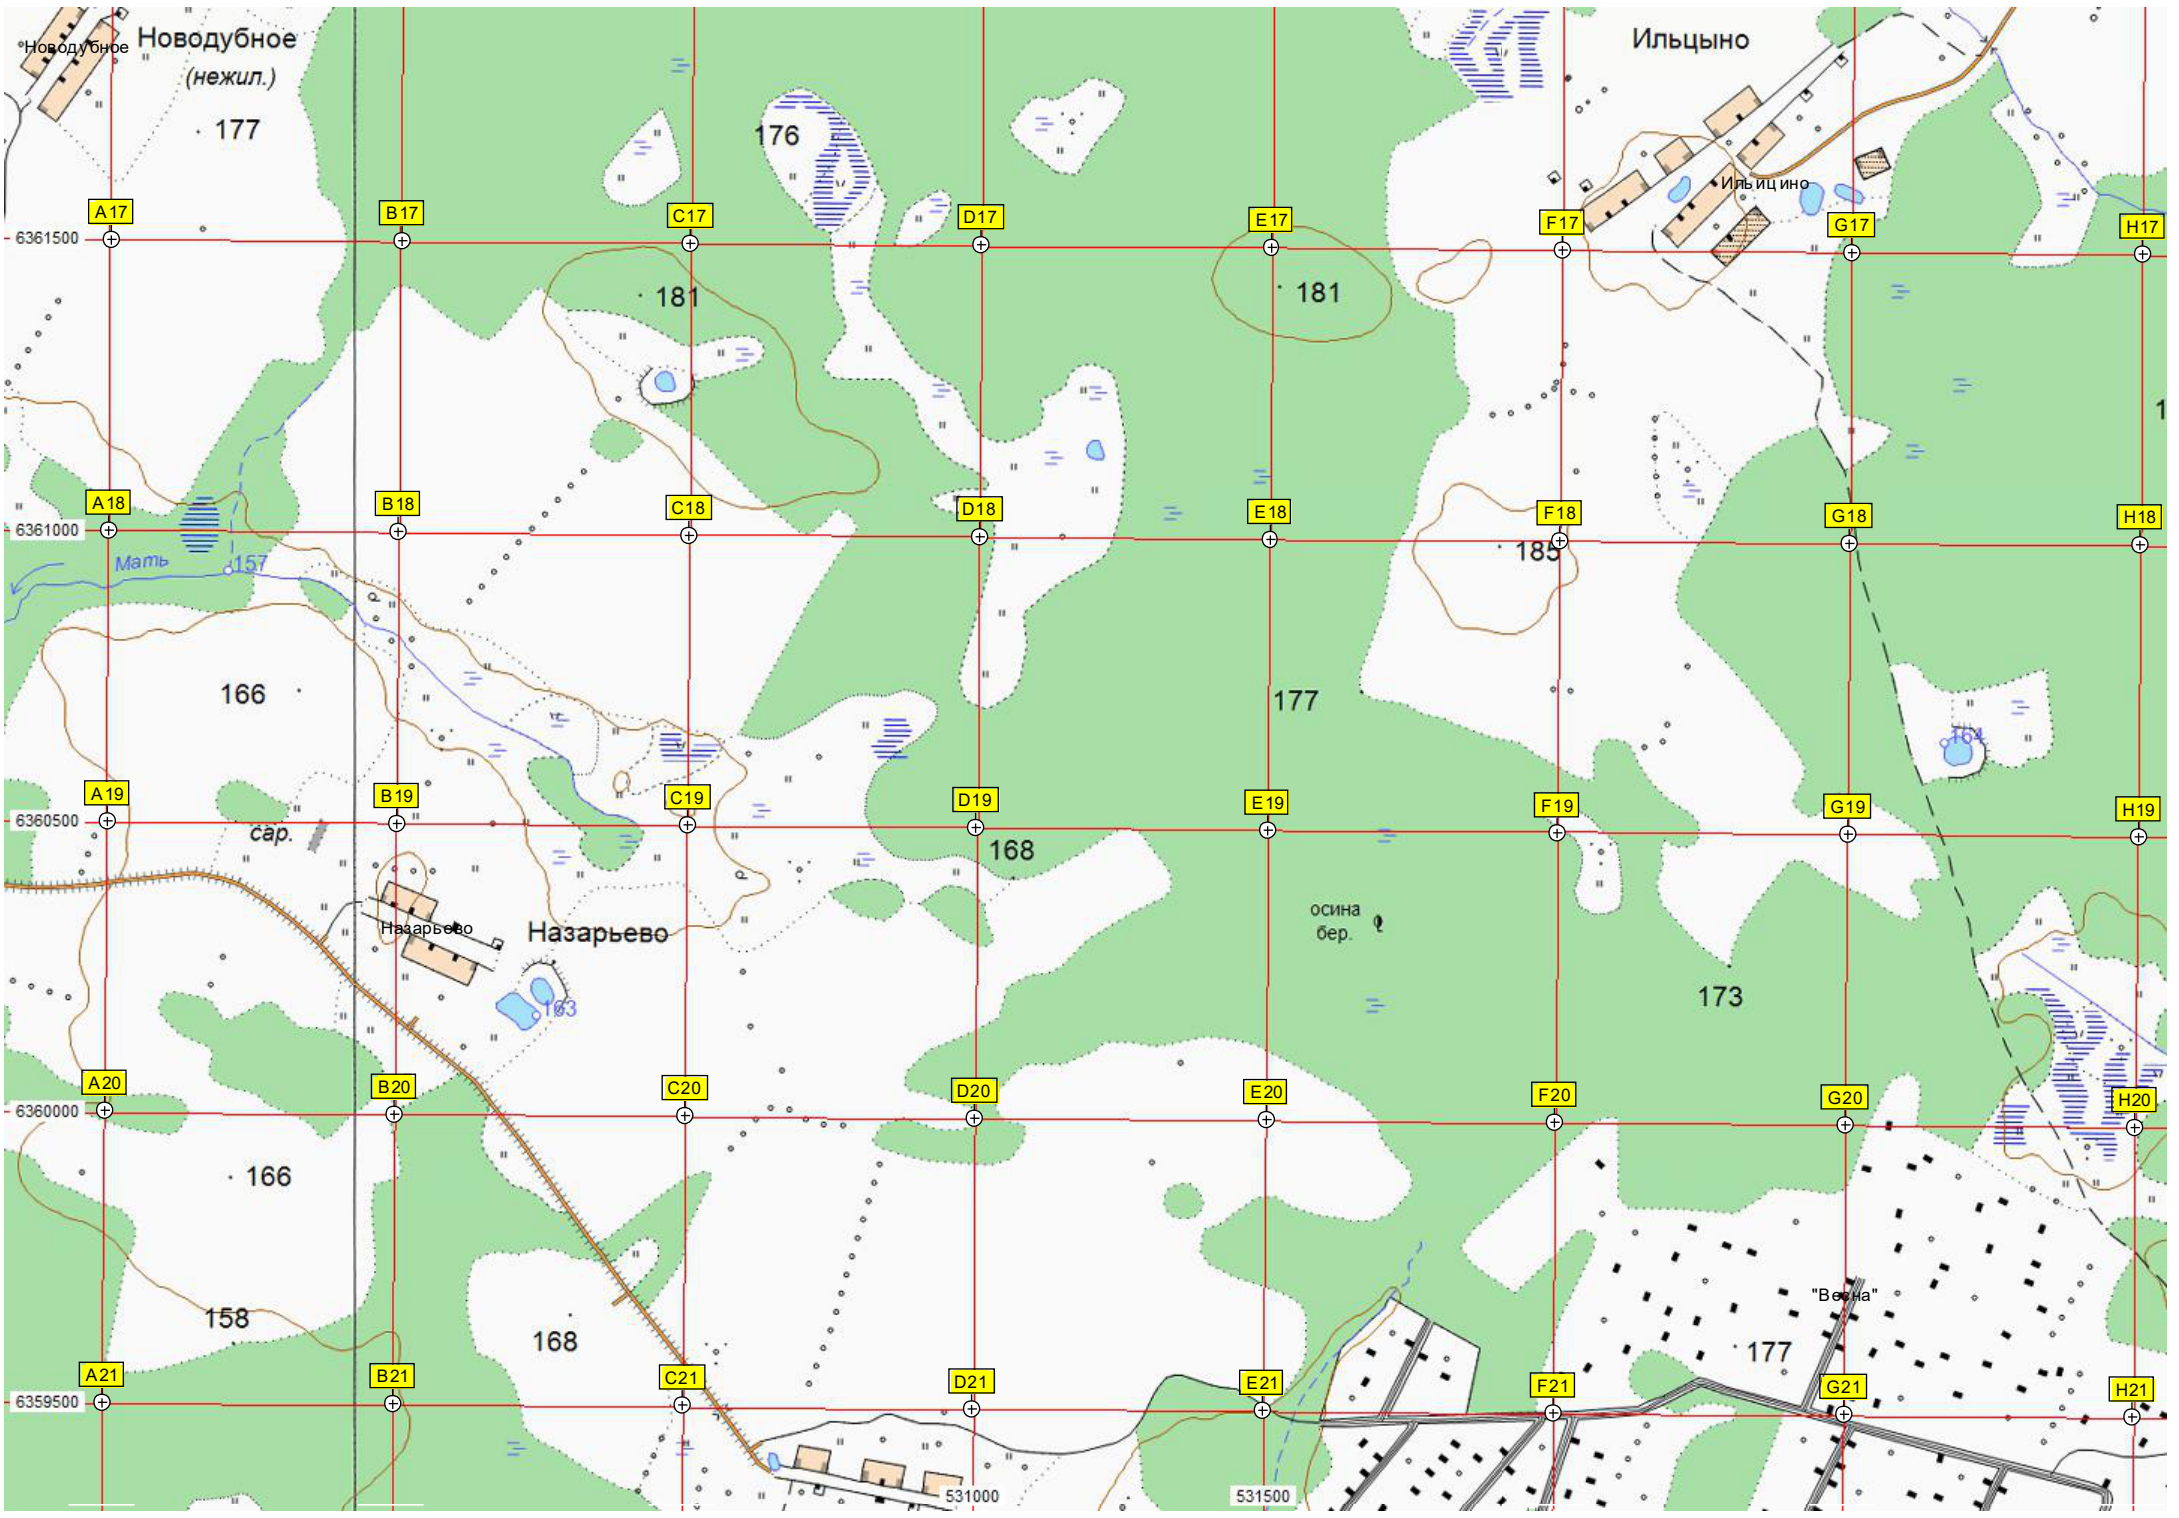 Новодубное
Новодубное
(нежил.)
Ильцыно
177
176
Ильицино
A17
B17
C17
D17
E17
F17
G17
H17
6361500
181
181
1
A18
B18
C18
D18
E18
F18
G18
H18
6361000
185
Мать
157
166
177
164
A19
B19
C19
D19
E19
F19
G19
H19
6360500
сар.
168
осина
бер.
Назарьево
Назарьево
173
163
A20
B20
C20
D20
E20
F20
G20
H20
6360000
166
"Весна"
158
168
177
A21
B21
C21
D21
E21
F21
G21
H21
6359500
531000
531500